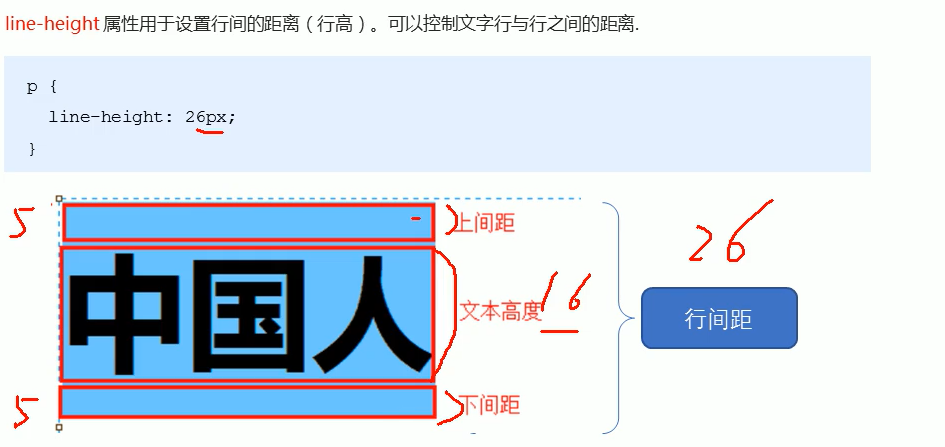 line-height 属性用于设置行间的距离（行高）。可以控制文字行与行之间的距离.
p {
line-height: 26px;
}
5
上间距
26
中国人
文本高度
16
行间距
5
下间距